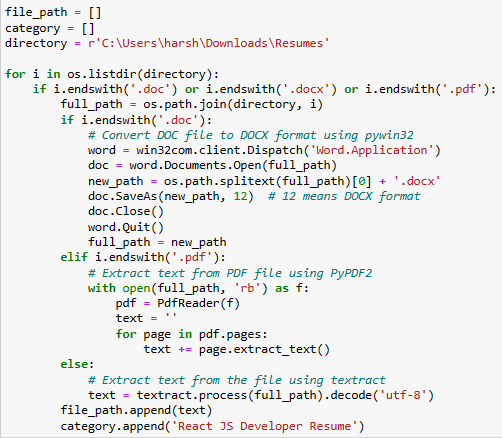 file_path = []
category = []
directory = r'C:\Users\harsh\Downloads\Resumes'

for i in os.listdir(directory):
    if i.endswith('.doc') or i.endswith('.docx') or i.endswith('.pdf'):
        full_path = os.path.join(directory, i)
        if i.endswith('.doc'):
            # Convert DOC file to DOCX format using pywin32
            word = win32com.client.Dispatch('Word.Application')
            doc = word.Documents.Open(full_path)
            new_path = os.path.splitext(full_path)[0] + '.docx'
            doc.SaveAs(new_path, 12)  # 12 means DOCX format
            doc.Close()
            word.Quit()
            full_path = new_path
        elif i.endswith('.pdf'):
            # Extract text from PDF file using PyPDF2
            with open(full_path, 'rb') as f:
                pdf = PdfReader(f)
                text = ''
                for page in pdf.pages:
                    text += page.extract_text()
        else:
            # Extract text from the file using textract
            text = textract.process(full_path).decode('utf-8')
        file_path.append(text)
        category.append('React JS Developer Resume')